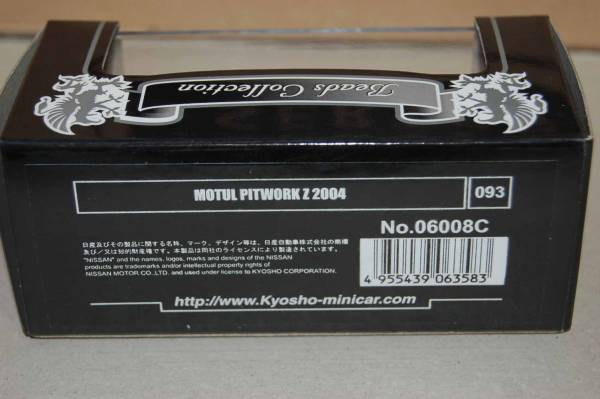 Beads Collection
MOTUL PITWORK Z 2004
093
No.06008C
日産及びその製品に関する名称、マーク、デザイン等は、日産自動車株式会社の商標
及び/又は知的財産権です。本製品は同社のライセンスにより製造されています。
"NISSAN" and the names, logos, marks and designs of the NISSAN
products are trademarks and/or intellectual property rights of
NISSAN MOTOR CO.,LTD. and used under license to KYOSHO CORPORATION.
4 955439 063583
http://www.Kyosho-minicar.com